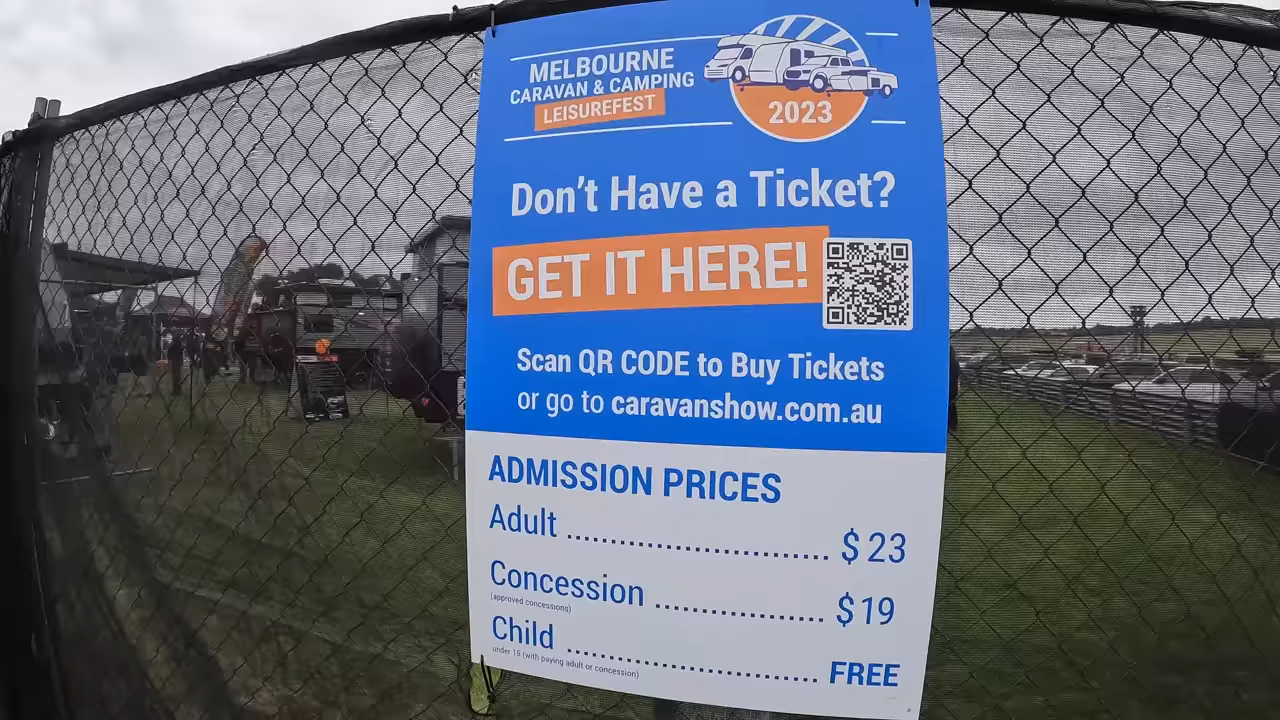 MELBOURNE
CARAVAN & CAMPING
LEISUREFEST
2023
Don't Have a Ticket?
GET IT HERE!
Scan QR CODE to Buy Tickets
or go to caravanshow.com.au
ADMISSION PRICES
Adult .......................... $23
Concession .................. $19
(approved concessions)
Child .......................... FREE
under 16 (with paying adult or concession)